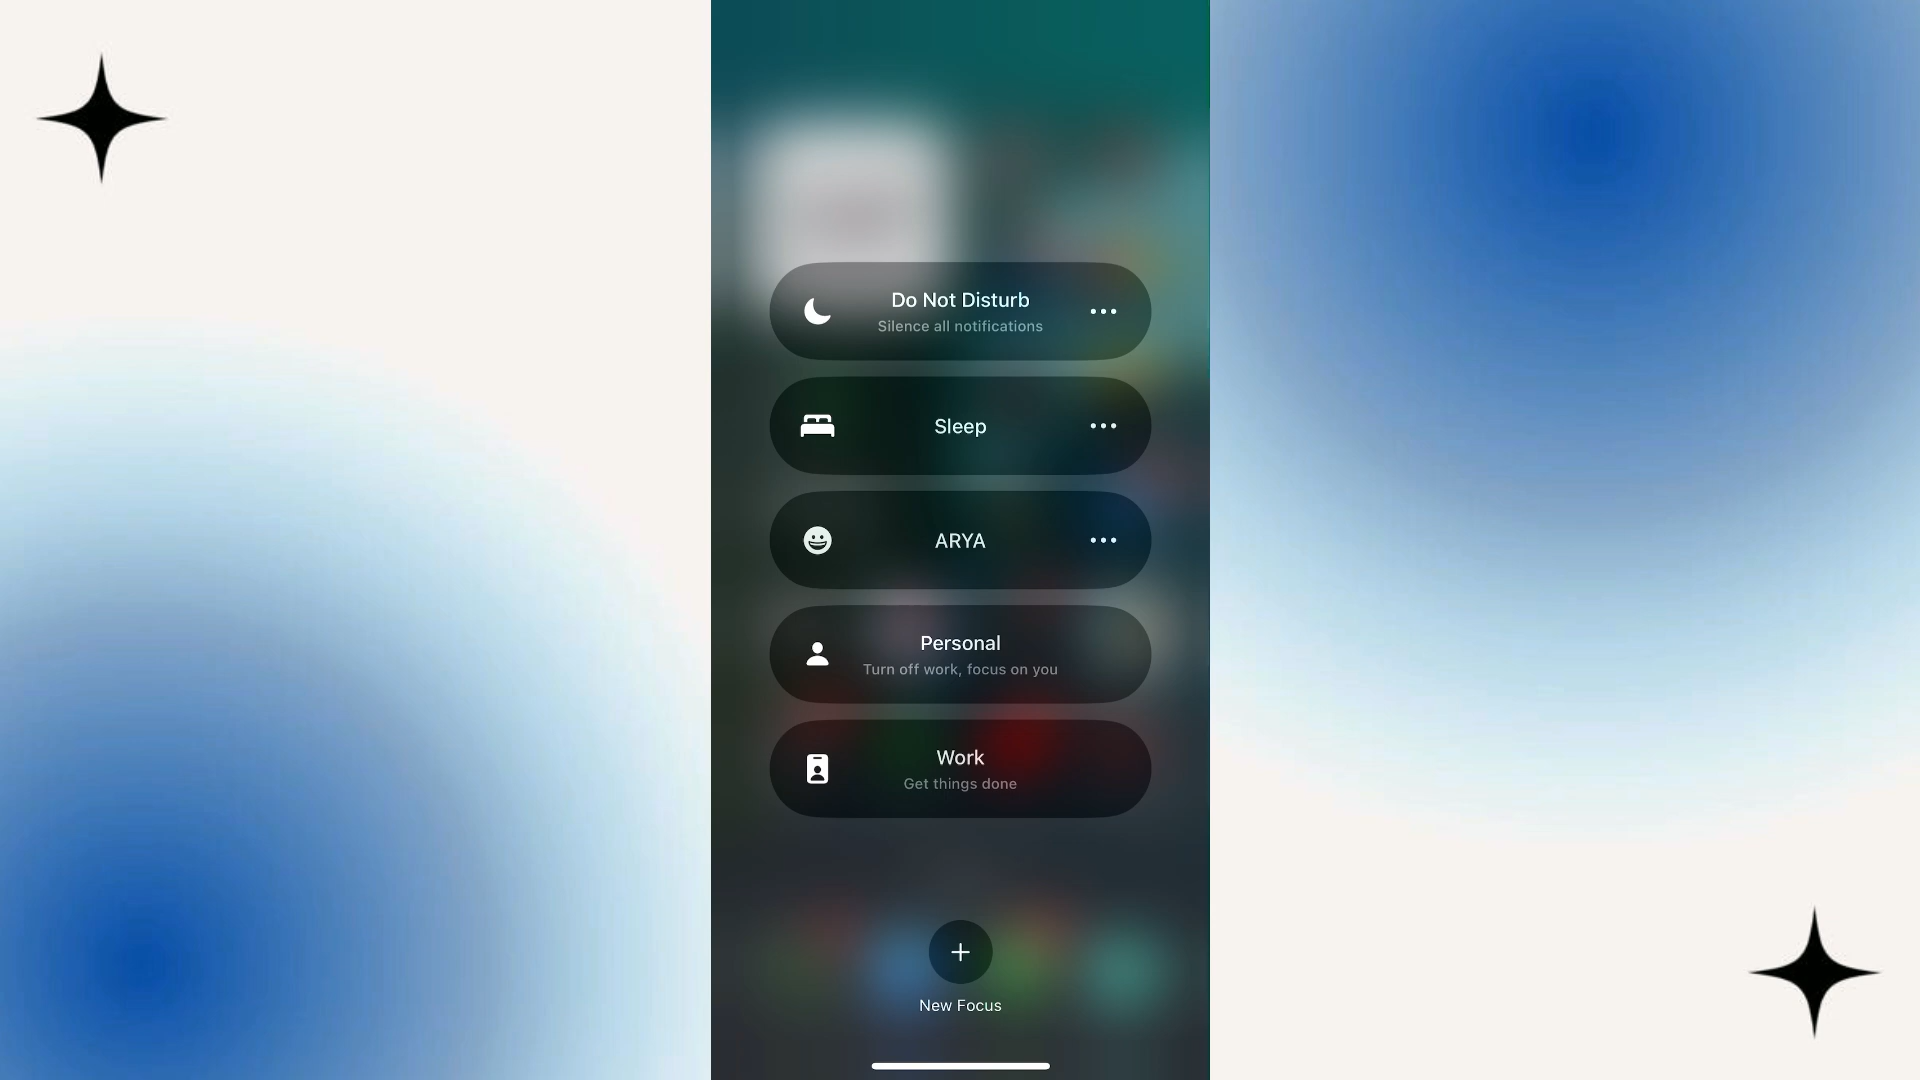 Do Not Disturb
Silence all notifications
Sleep
ARYA
Personal
Turn off work, focus on you
Work
Get things done
New Focus